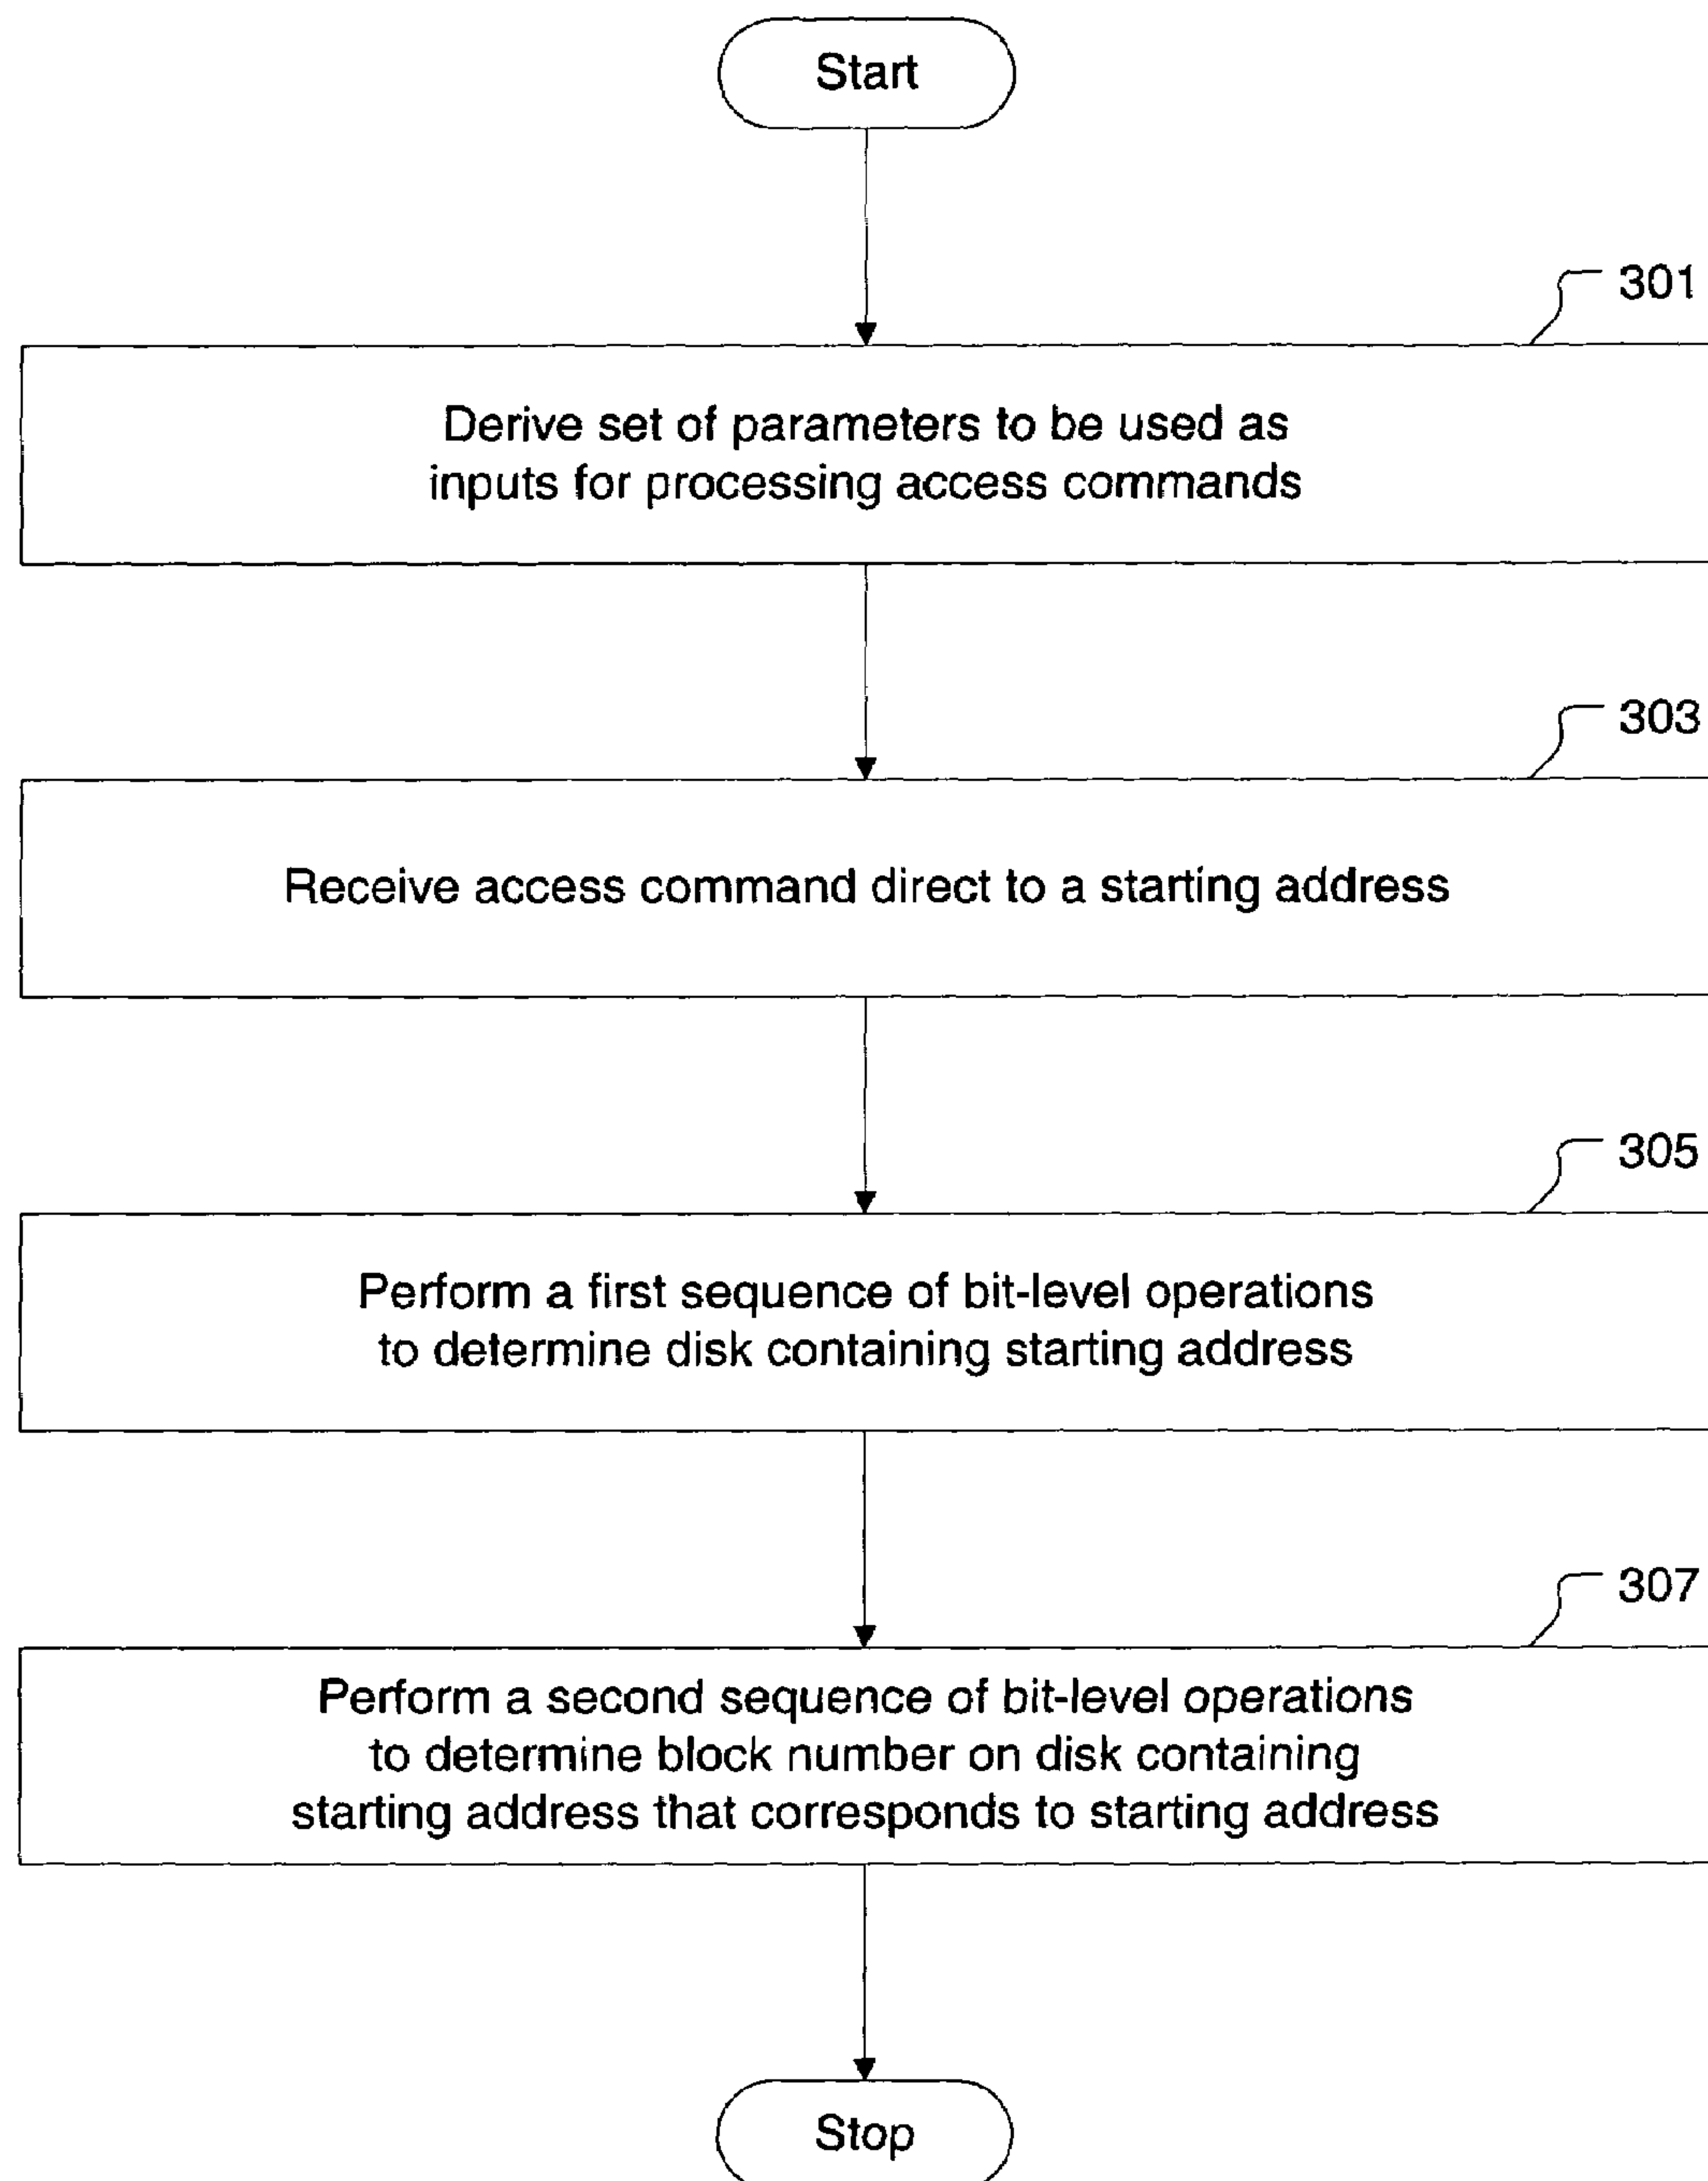 Start
301
Derive set of parameters to be used as
inputs for processing access commands
303
Receive access command direct to a starting address
305
Perform a first sequence of bit-level operations
to determine disk containing starting address
307
Perform a second sequence of bit-level operations
to determine block number on disk containing
starting address that corresponds to starting address
Stop